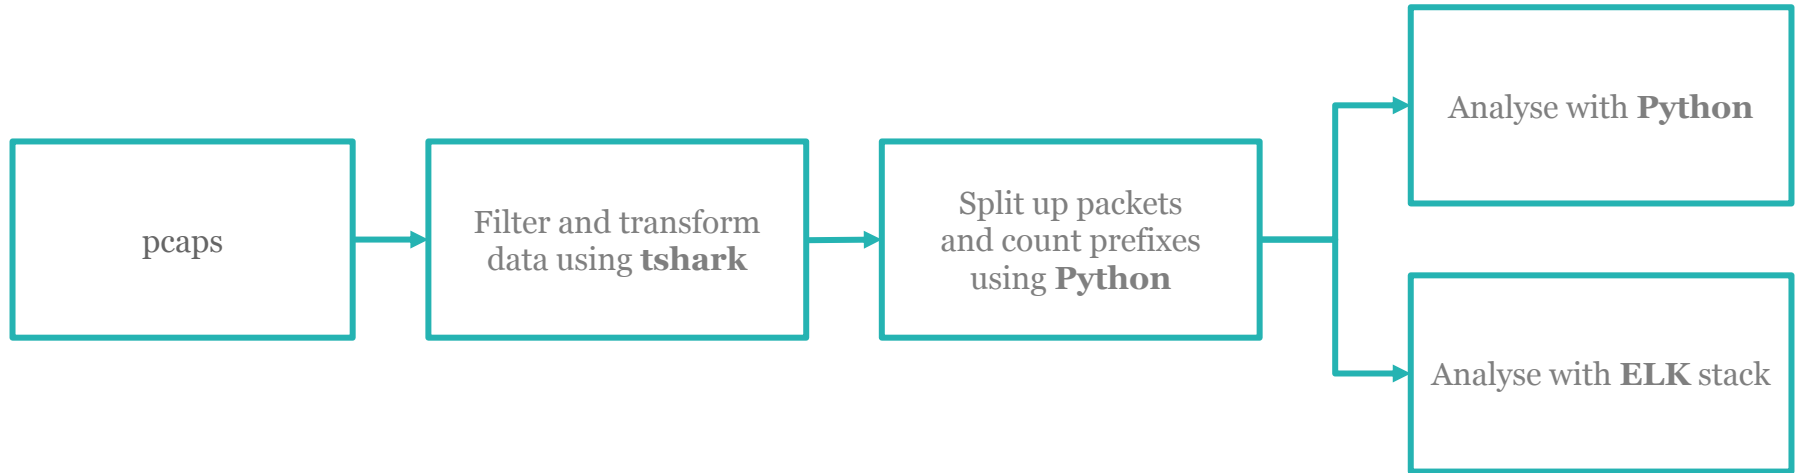 pcaps
Filter and transform
data using tshark
Split up packets
and count prefixes
using Python
Analyse with Python
Analyse with ELK stack